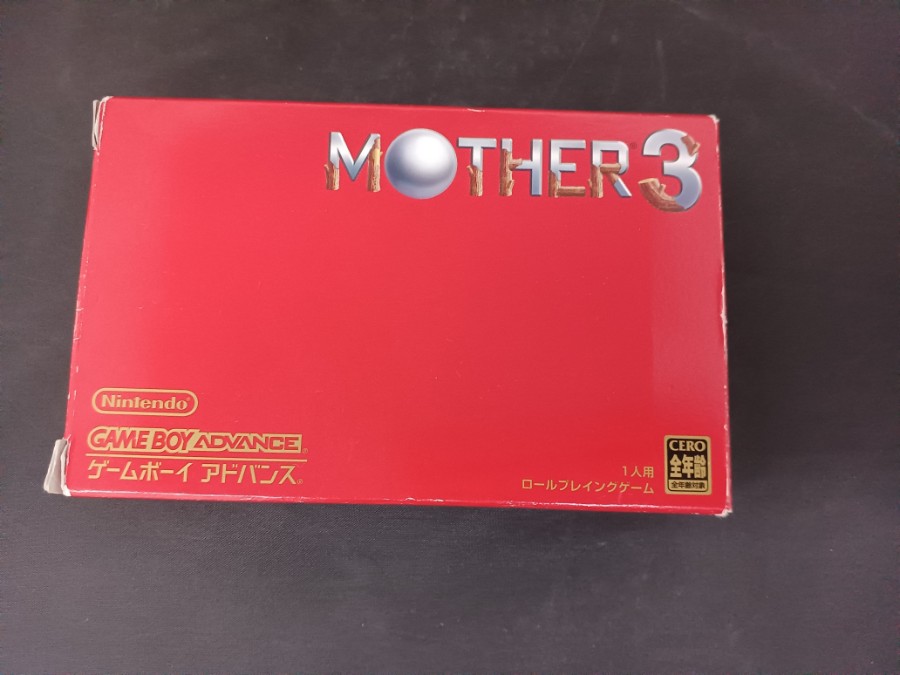 MOTHER® 3
Nintendo®
GAME BOY ADVANCE®
ゲームボーイ アドバンス®
1人用
ロールプレイングゲーム
CERO
全年齢
全年齢対象